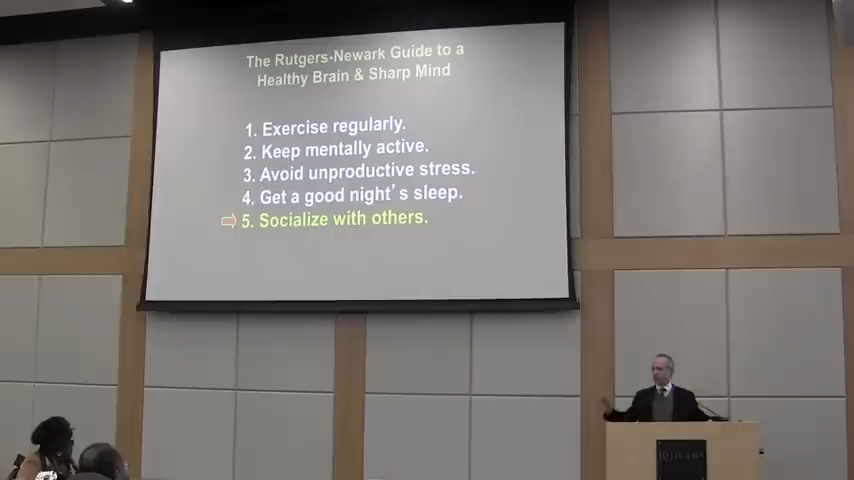 The Rutgers-Newark Guide to a
Healthy Brain & Sharp Mind
1. Exercise regularly.
2. Keep mentally active.
3. Avoid unproductive stress.
4. Get a good night's sleep.
5. Socialize with others.
RUTGERS